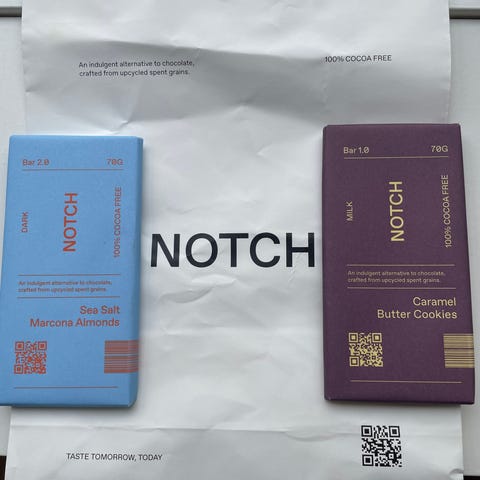 An indulgent alternative to chocolate,
crafted from upcycled spent grains.
100% COCOA FREE
Bar 2.0 70G
DARK
NOTCH
100% COCOA FREE
An indulgent alternative to chocolate,
crafted from upcycled spent grains.
Sea Salt
Marcona Almonds
NOTCH
Bar 1.0 70G
MILK
NOTCH
100% COCOA FREE
An indulgent alternative to chocolate,
crafted from upcycled spent grains.
Caramel
Butter Cookies
TASTE TOMORROW, TODAY